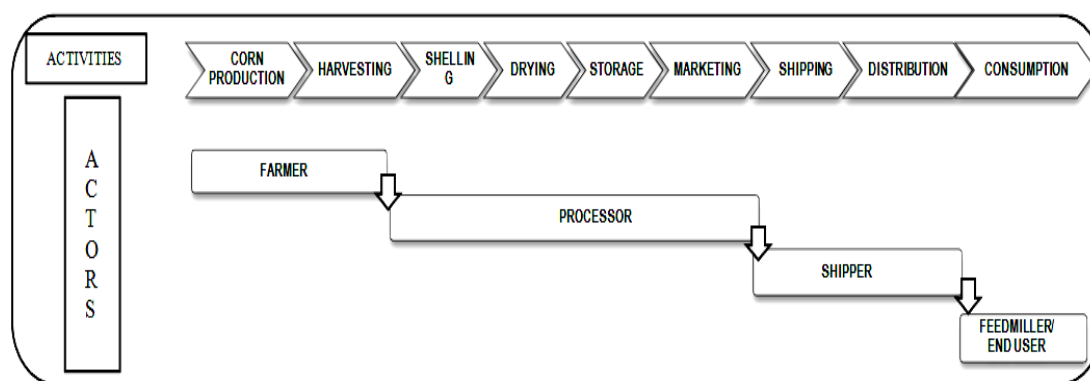 ACTIVITIES
CORN
PRODUCTION
HARVESTING
SHELLIN
G
DRYING
STORAGE
MARKETING
SHIPPING
DISTRIBUTION
CONSUMPTION
A
C
T
O
R
S
FARMER
PROCESSOR
SHIPPER
FEEDMILLER/
END USER